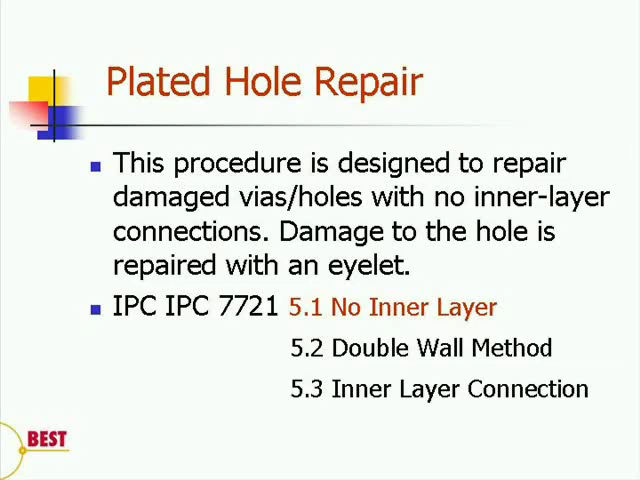 Plated Hole Repair
This procedure is designed to repair
damaged vias/holes with no inner-layer
connections. Damage to the hole is
repaired with an eyelet.
IPC IPC 7721 5.1 No Inner Layer
5.2 Double Wall Method
5.3 Inner Layer Connection
BEST